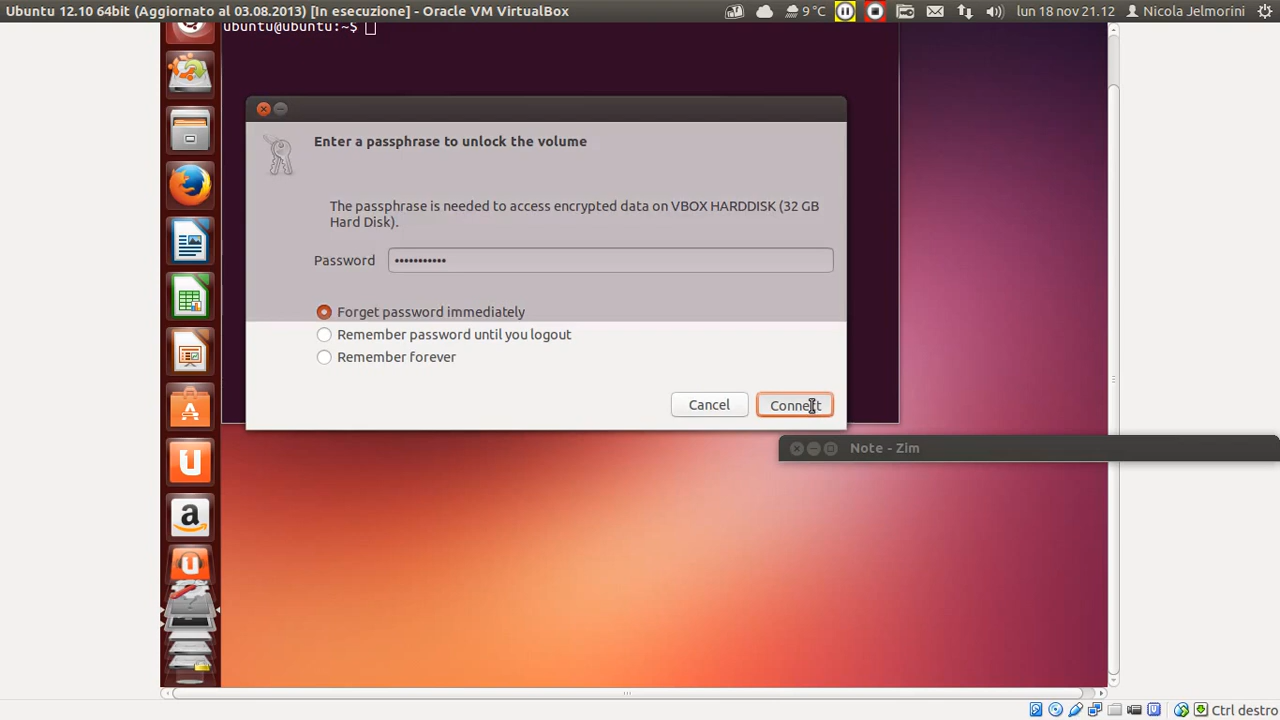 Ubuntu 12.10 64bit (Aggiornato al 03.08.2013) [In esecuzione] - Oracle VM VirtualBox
°C
lun 18 nov 21.12
Nicola Jelmorini
ubuntu@ubuntu:~$
Enter a passphrase to unlock the volume
The passphrase is needed to access encrypted data on VBOX HARDDISK (32 GB
Hard Disk).
Password
Forget password immediately
Remember password until you logout
Remember forever
Cancel
Connect
Note - Zim
Ctrl destro